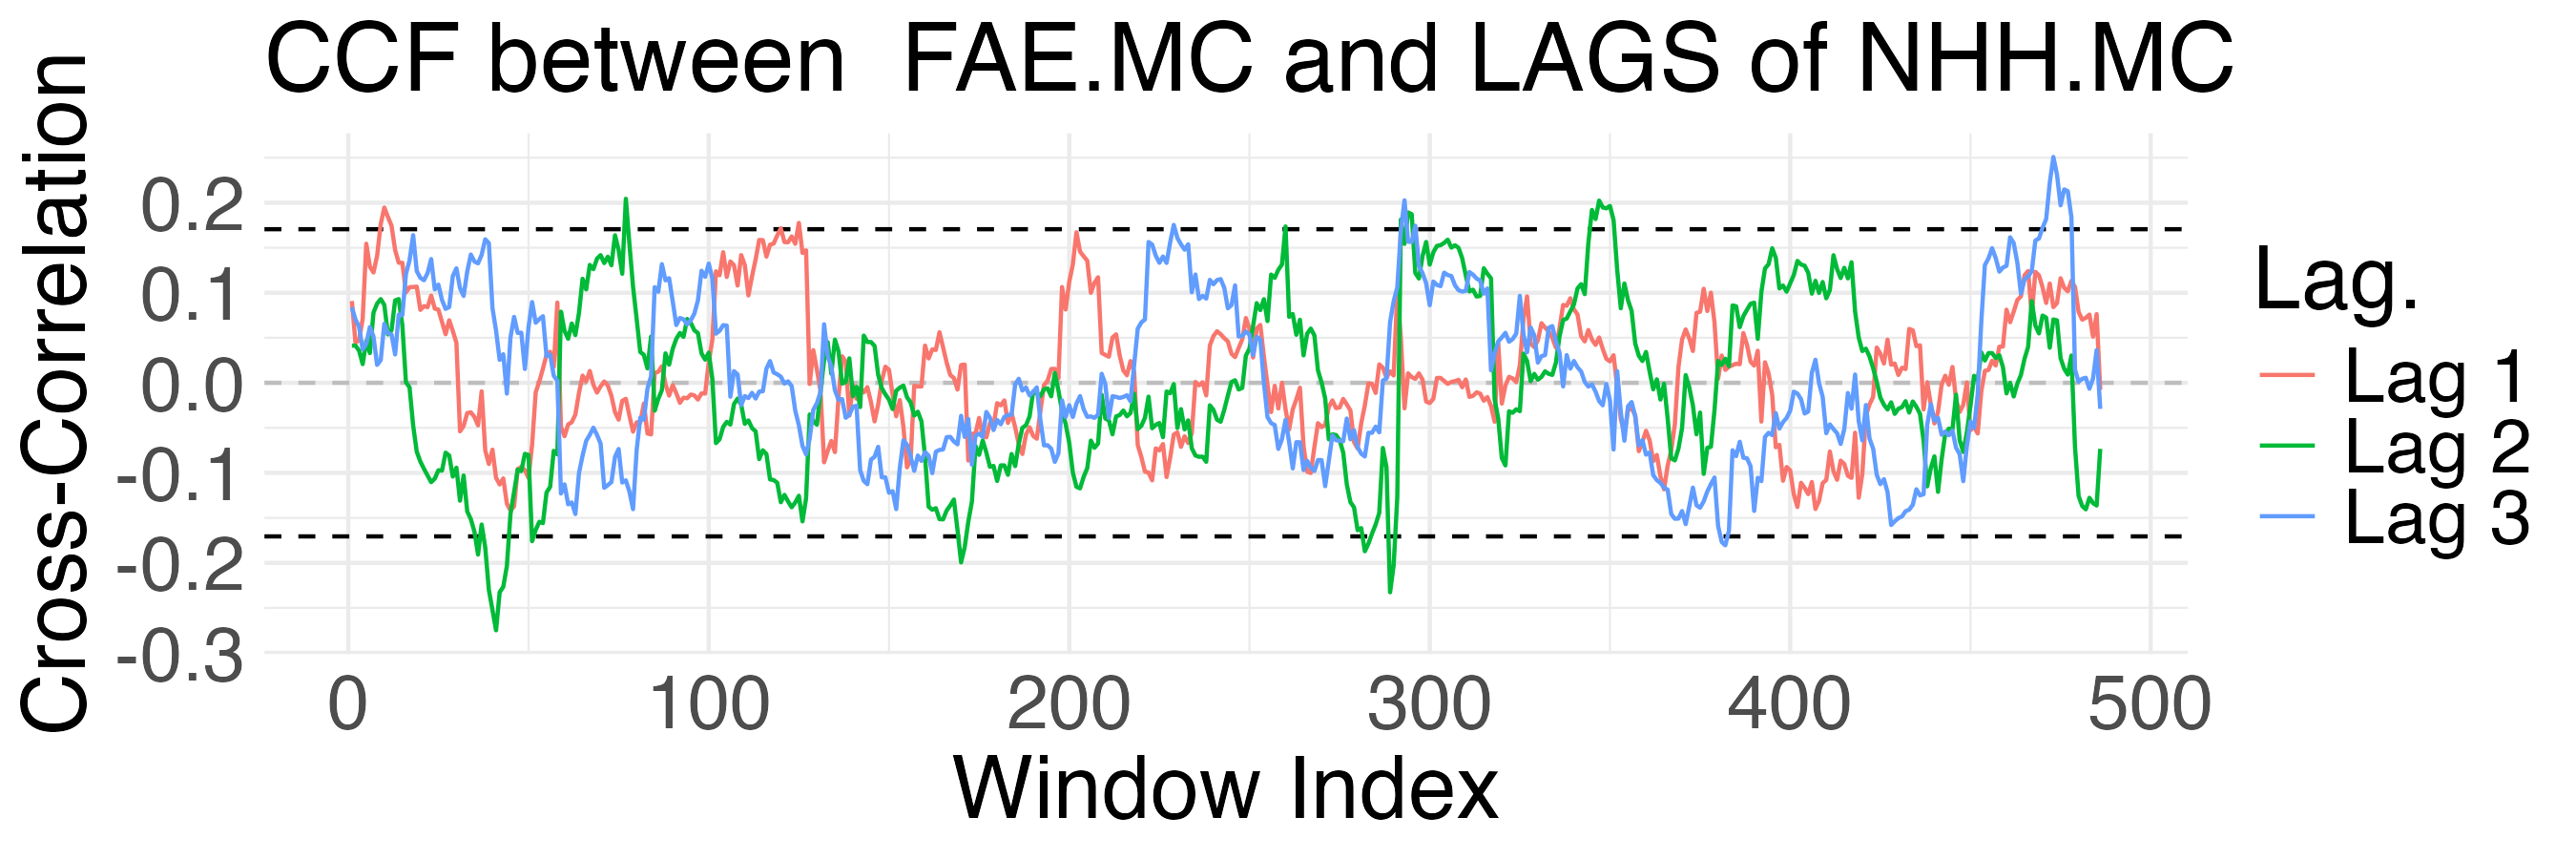 CCF between  FAE.MC and LAGS of NHH.MC
Cross-Correlation
0.2
0.1
0.0
-0.1
-0.2
-0.3
0 100 200 300 400 500
Window Index
Lag.
Lag 1
Lag 2
Lag 3